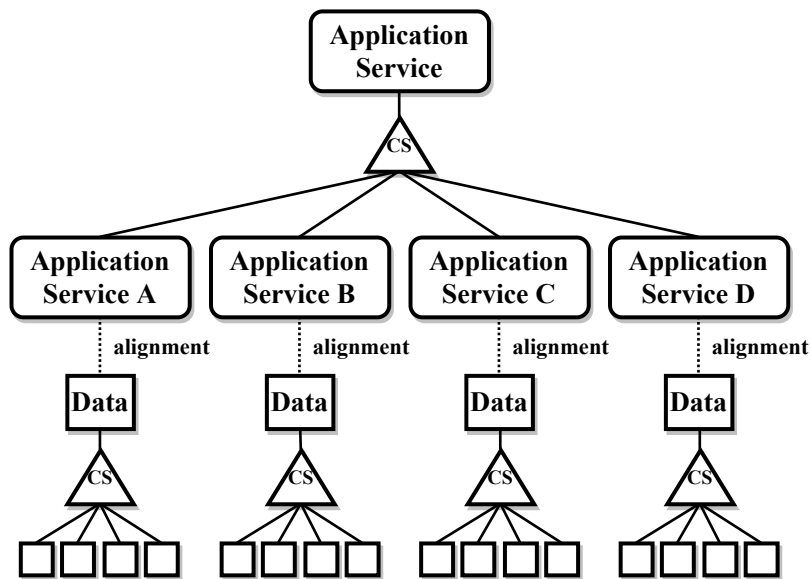 Application
Service
CS
Application
Service A
Application
Service B
Application
Service C
Application
Service D
alignment
alignment
alignment
alignment
Data
Data
Data
Data
CS
CS
CS
CS